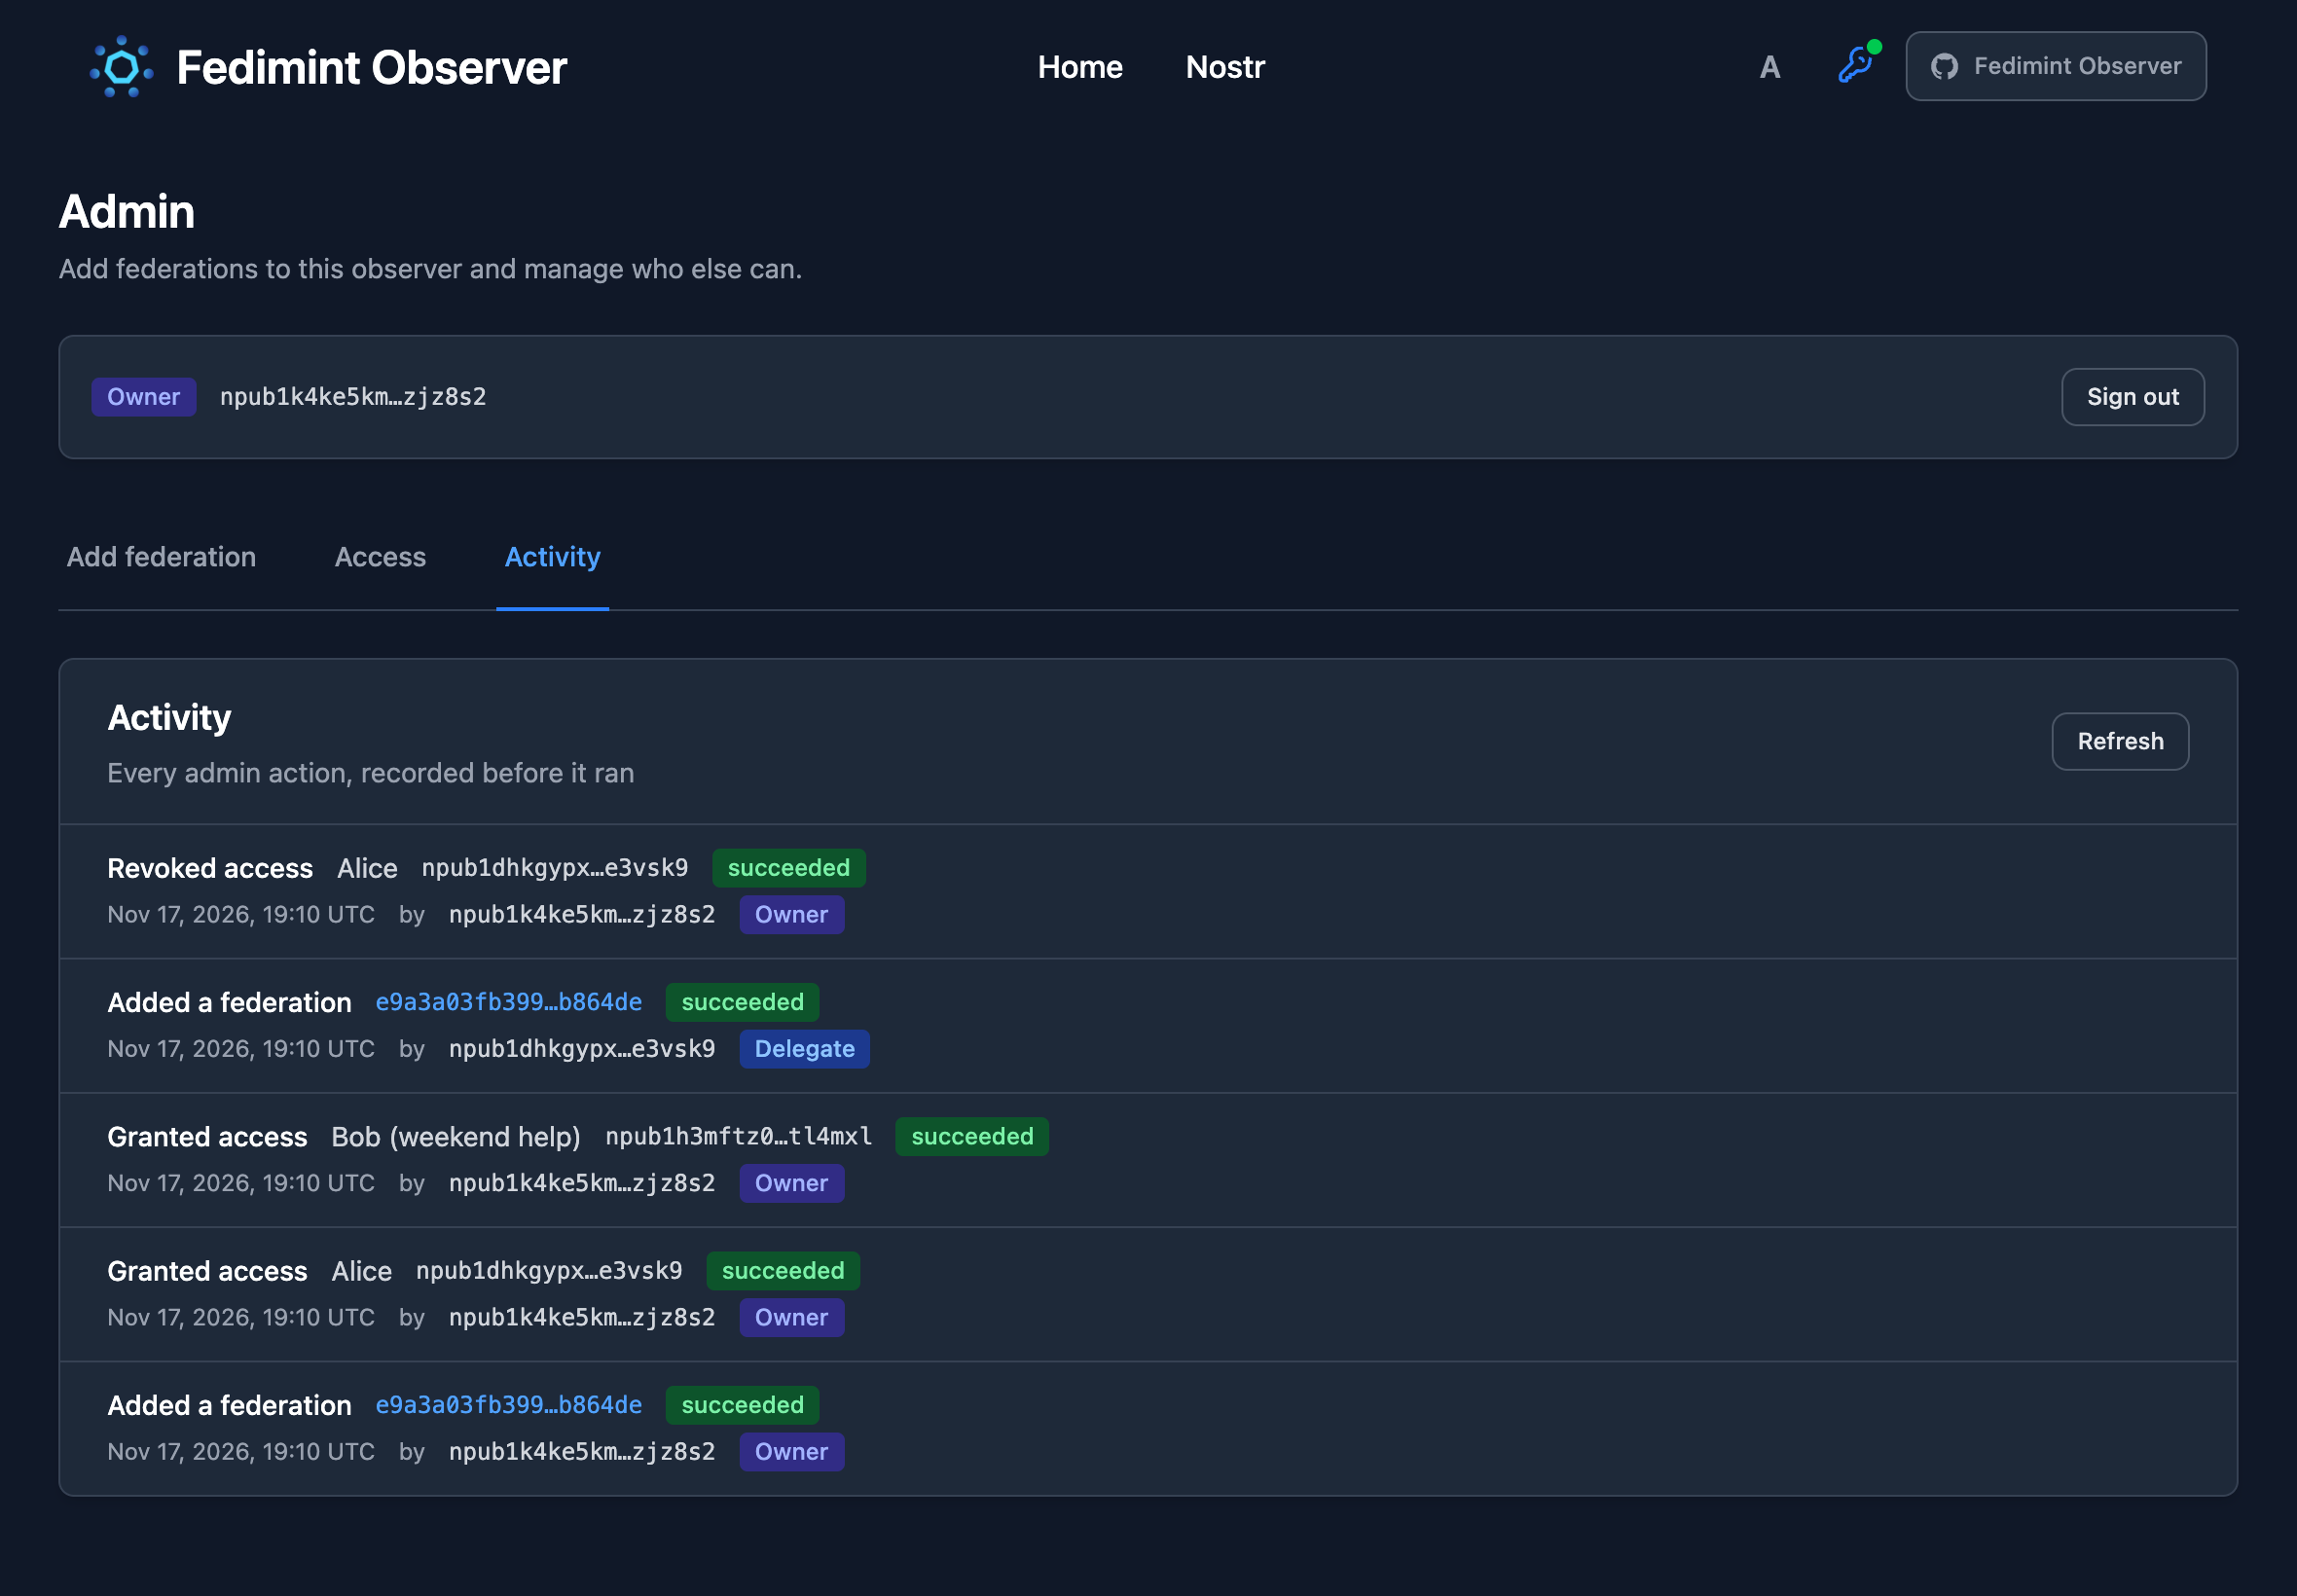 Fedimint Observer
Home Nostr
A
Fedimint Observer
Admin
Add federations to this observer and manage who else can.
Owner npub1k4ke5km…zjz8s2
Sign out
Add federation Access Activity
Activity
Every admin action, recorded before it ran
Refresh
Revoked access Alice npub1dhkgypx…e3vsk9 succeeded
Nov 17, 2026, 19:10 UTC by npub1k4ke5km…zjz8s2 Owner
Added a federation e9a3a03fb399…b864de succeeded
Nov 17, 2026, 19:10 UTC by npub1dhkgypx…e3vsk9 Delegate
Granted access Bob (weekend help) npub1h3mftz0…tl4mxl succeeded
Nov 17, 2026, 19:10 UTC by npub1k4ke5km…zjz8s2 Owner
Granted access Alice npub1dhkgypx…e3vsk9 succeeded
Nov 17, 2026, 19:10 UTC by npub1k4ke5km…zjz8s2 Owner
Added a federation e9a3a03fb399…b864de succeeded
Nov 17, 2026, 19:10 UTC by npub1k4ke5km…zjz8s2 Owner